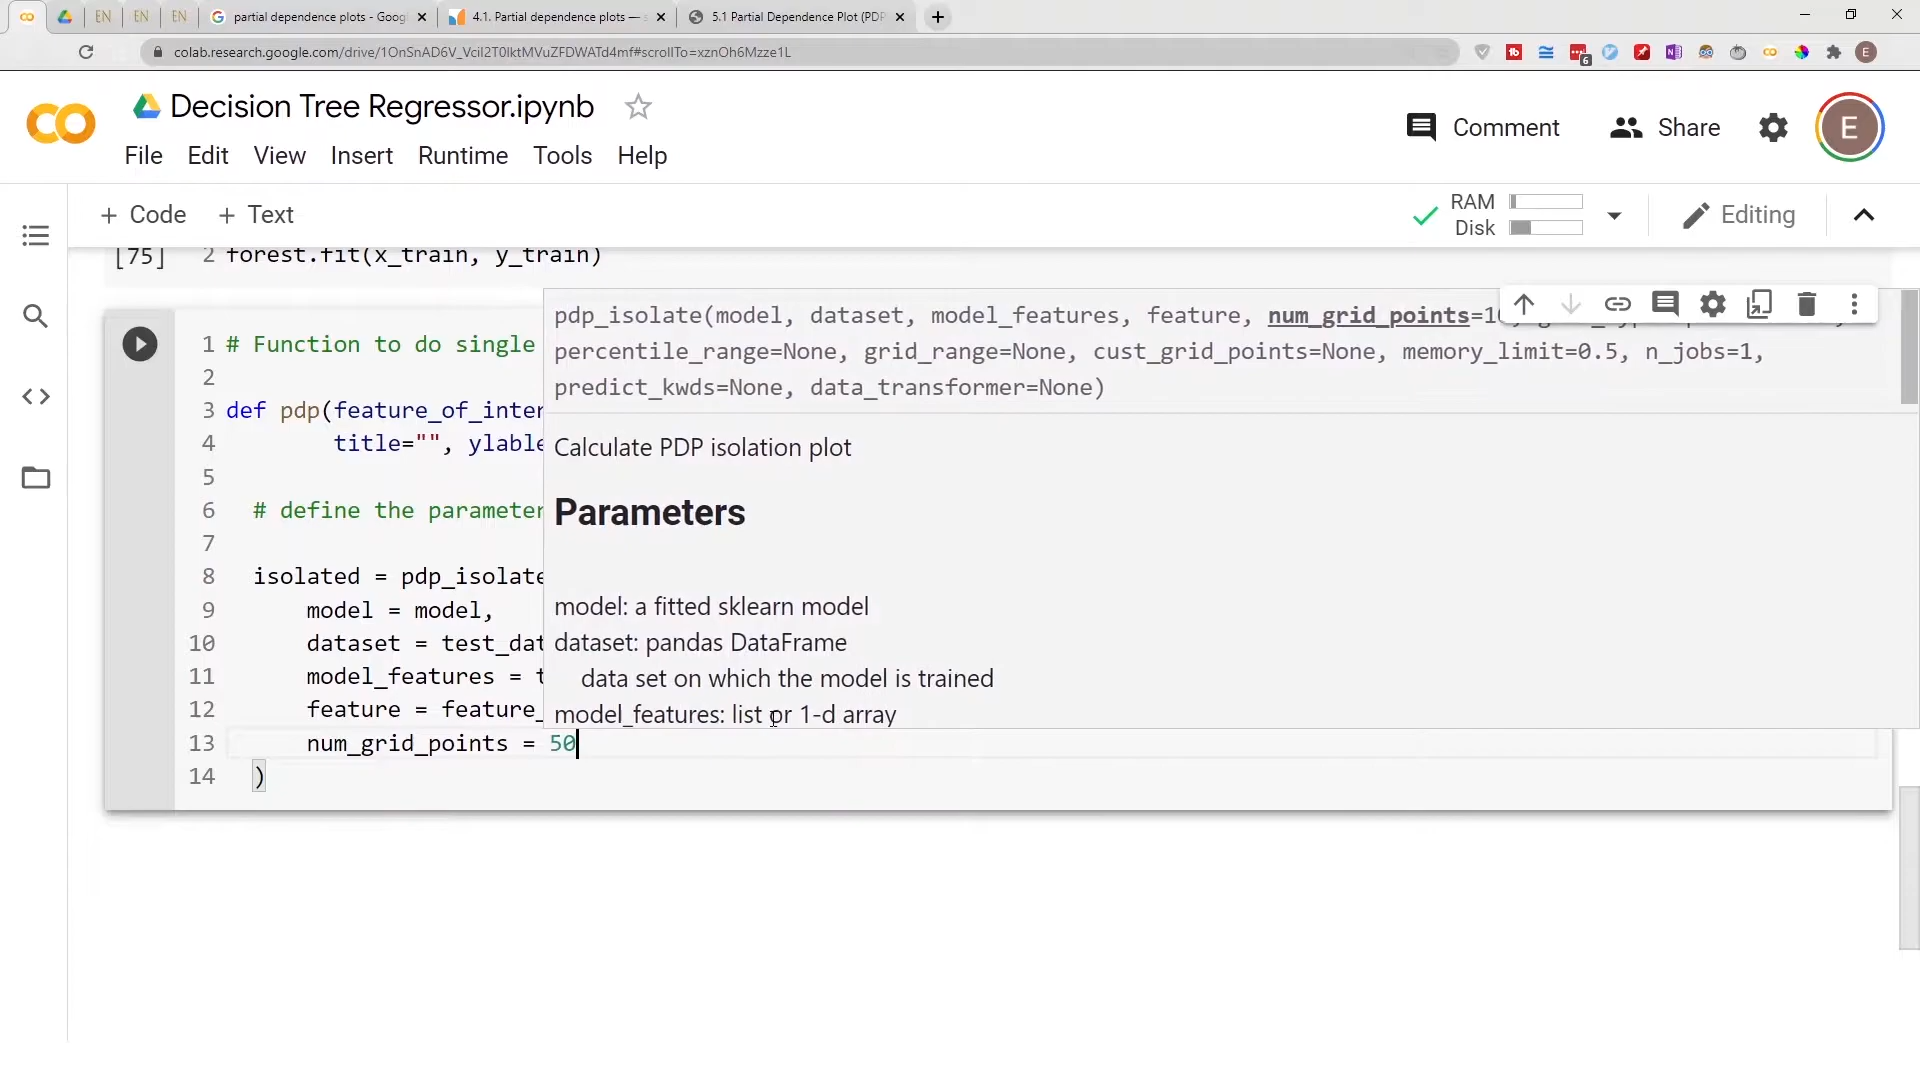 EN
EN
EN
partial dependence plots - Goog
4.1. Partial dependence plots —
5.1 Partial Dependence Plot (PDP
colab.research.google.com/drive/1OnSnAD6V_Vcil2T0lktMVuZFDWATd4mf#scrollTo=xznOh6Mzze1L
6
E
CO
Decision Tree Regressor.ipynb
Comment
Share
E
File Edit View Insert Runtime Tools Help
+ Code + Text
RAM
Disk
Editing
[75] 2 forest.fit(x_train, y_train)
1 # Function to do single
2
3 def pdp(feature_of_inter
4 title="", ylable
5
6 # define the parameter
7
8 isolated = pdp_isolate
9 model = model,
10 dataset = test_dat
11 model_features = t
12 feature = feature_
13 num_grid_points = 50
14 )
pdp_isolate(model, dataset, model_features, feature, num_grid_points=10,
percentile_range=None, grid_range=None, cust_grid_points=None, memory_limit=0.5, n_jobs=1,
predict_kwds=None, data_transformer=None)
Calculate PDP isolation plot
Parameters
model: a fitted sklearn model
dataset: pandas DataFrame
data set on which the model is trained
model_features: list or 1-d array